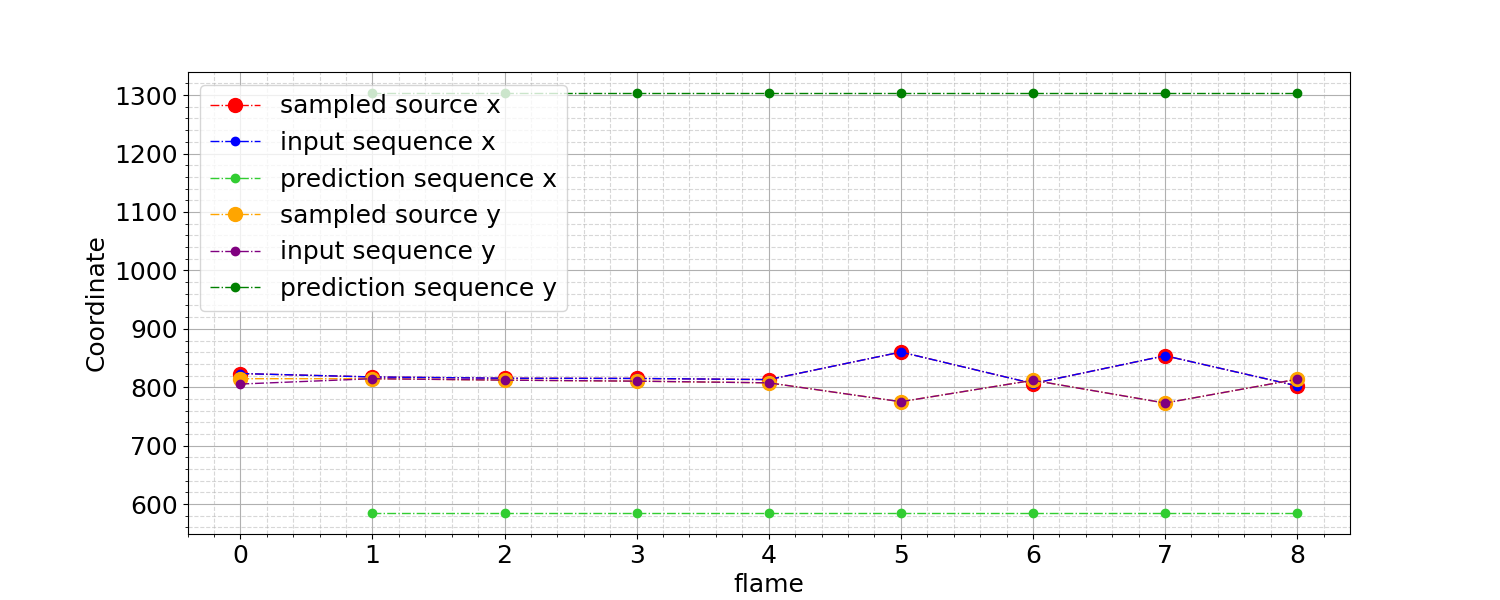 1300
1200
1100
1000
900
800
700
600
Coordinate
sampled source x
input sequence x
prediction sequence x
sampled source y
input sequence y
prediction sequence y
0 1 2 3 4 5 6 7 8
flame